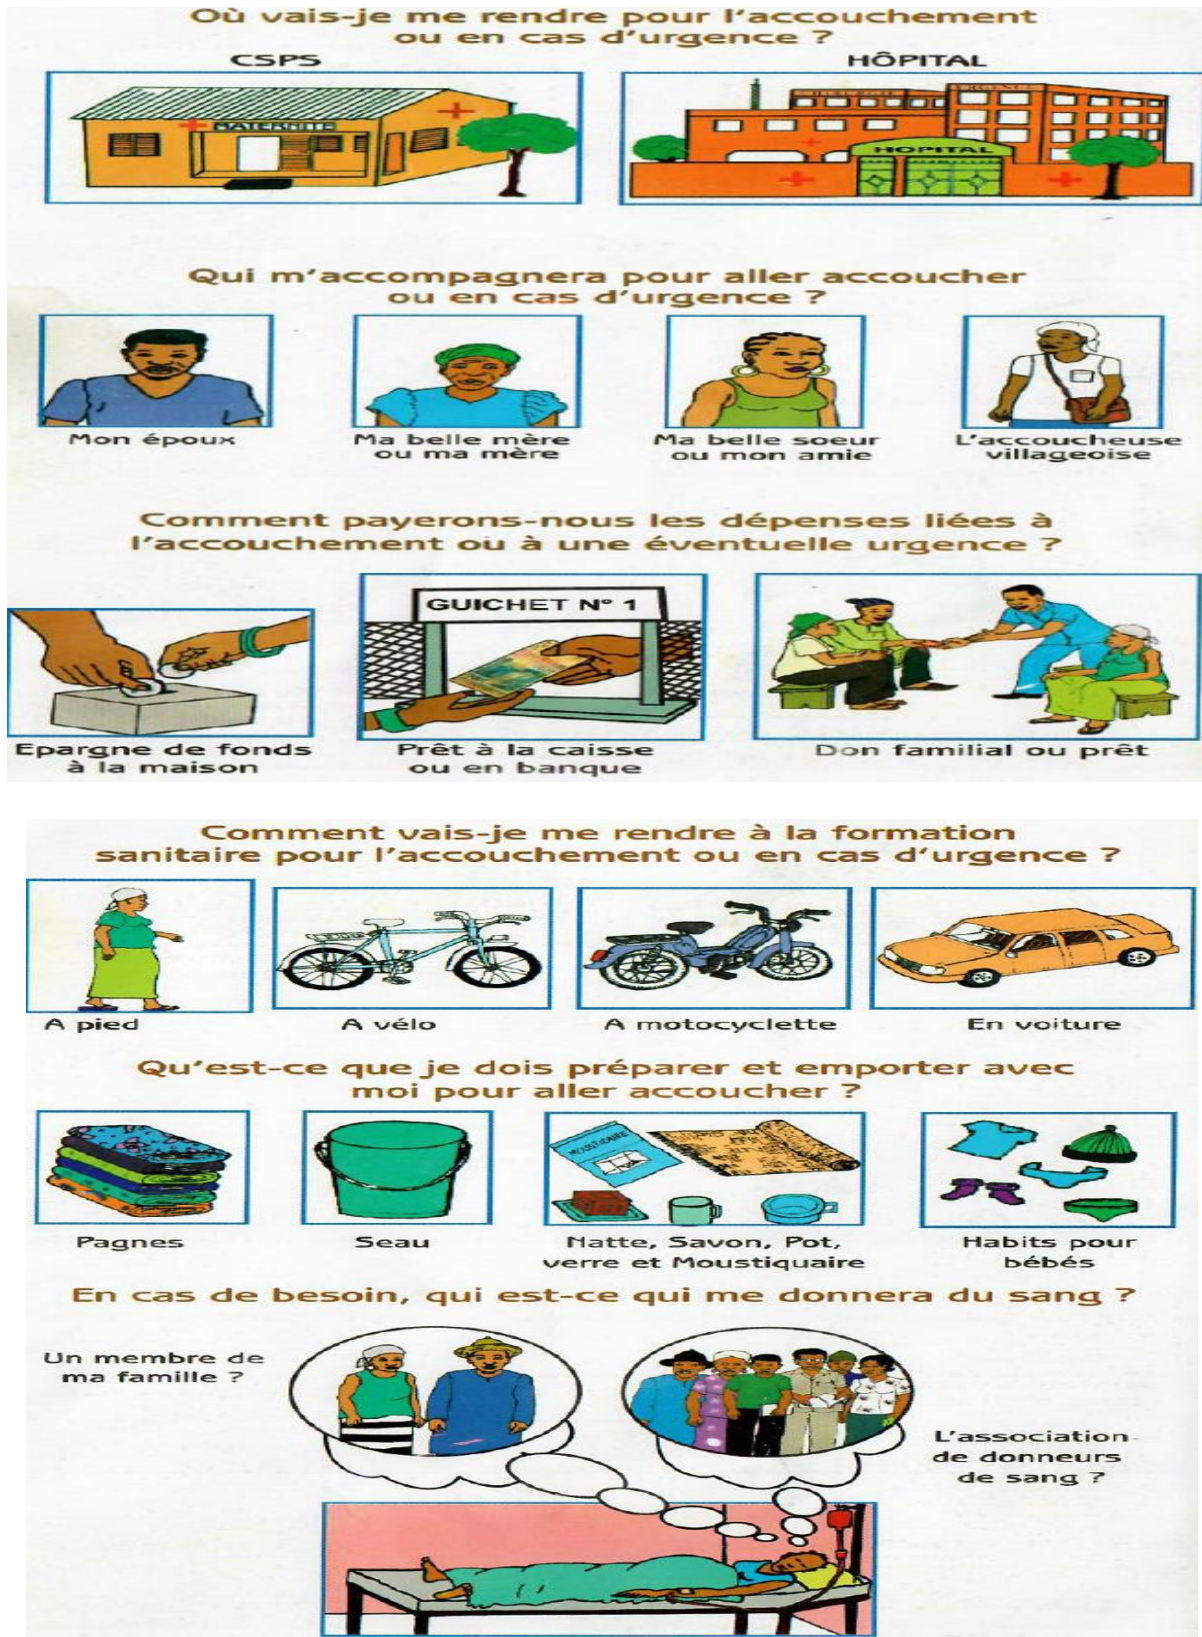 Où vais-je me rendre pour l'accouchement
ou en cas d'urgence ?
CSPS
HÔPITAL
MATERNITE
URGENCE
HOPITAL
Qui m'accompagnera pour aller accoucher
ou en cas d'urgence ?
Mon époux
Ma belle mère
ou ma mère
Ma belle soeur
ou mon amie
L'accoucheuse
villageoise
Comment payerons-nous les dépenses liées à
l'accouchement où à une éventuelle urgence ?
GUICHET N° 1
Epargne de fonds
à la maison
Prêt à la caisse
ou en banque
Don familial ou prêt
Comment vais-je me rendre à la formation
sanitaire pour l'accouchement ou en cas d'urgence ?
A pied
A vélo
A motocyclette
En voiture
Qu'est-ce que je dois préparer et emporter avec
moi pour aller accoucher ?
MOUSTIQUAIRE
Pagnes
Seau
Natte, Savon, Pot,
verre et Moustiquaire
Habits pour
bébés
En cas de besoin, qui est-ce qui me donnera du sang ?
Un membre de
ma famille ?
L'association
de donneurs
de sang ?